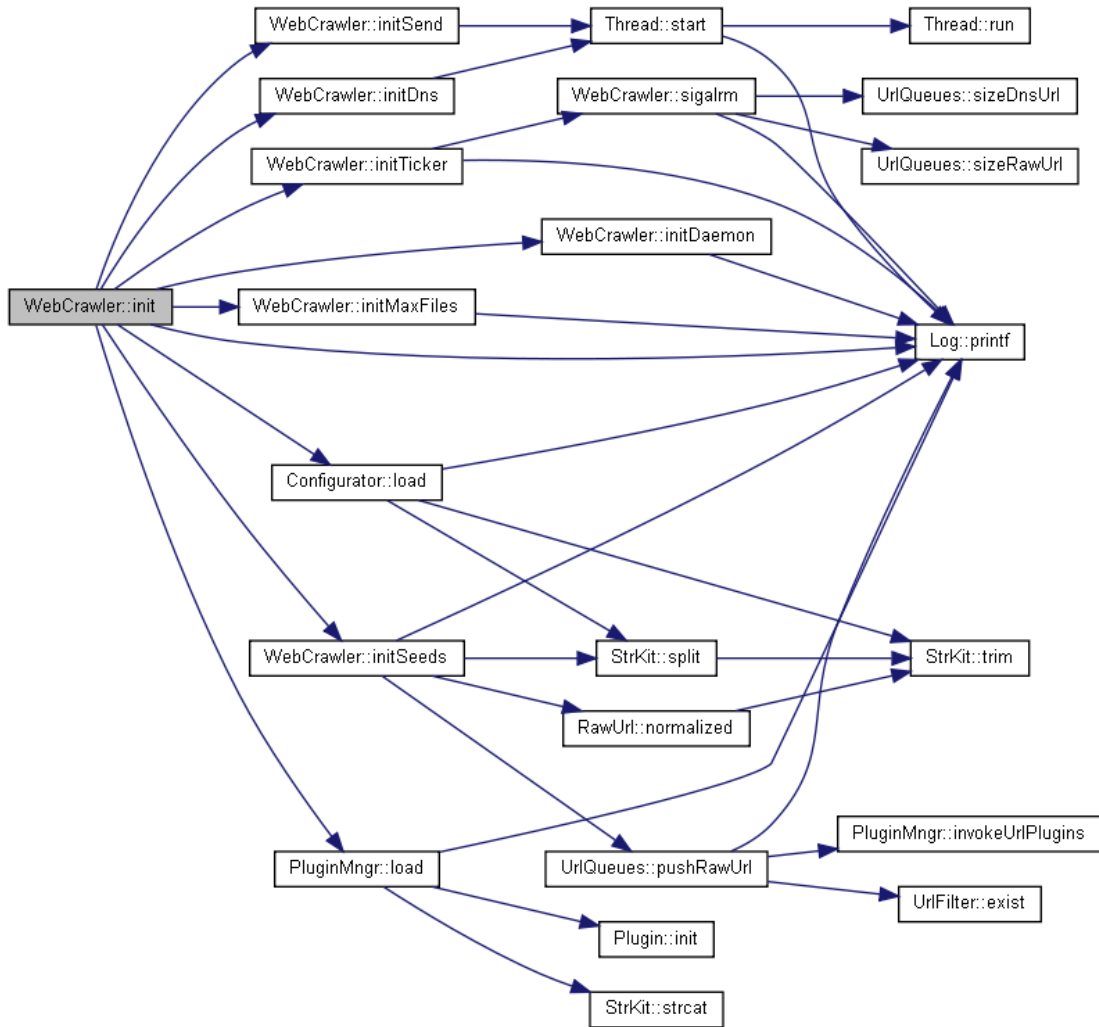 WebCrawler::initSend
Thread::start
Thread::run
WebCrawler::initDns
WebCrawler::sigalrm
UrlQueues::sizeDnsUrl
WebCrawler::initTicker
UrlQueues::sizeRawUrl
WebCrawler::initDaemon
WebCrawler::init
WebCrawler::initMaxFiles
Log::printf
Configurator::load
WebCrawler::initSeeds
StrKit::split
StrKit::trim
RawUrl::normalized
PluginMngr::invokeUrlPlugins
PluginMngr::load
UrlQueues::pushRawUrl
UrlFilter::exist
Plugin::init
StrKit::strcat